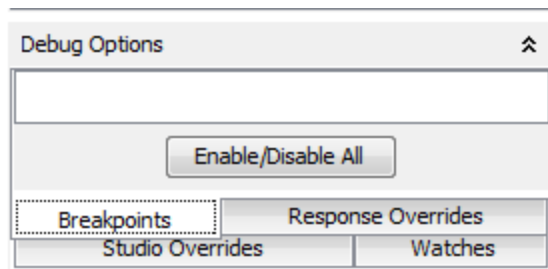 Debug Options
Enable/Disable All
Breakpoints Response Overrides
Studio Overrides Watches